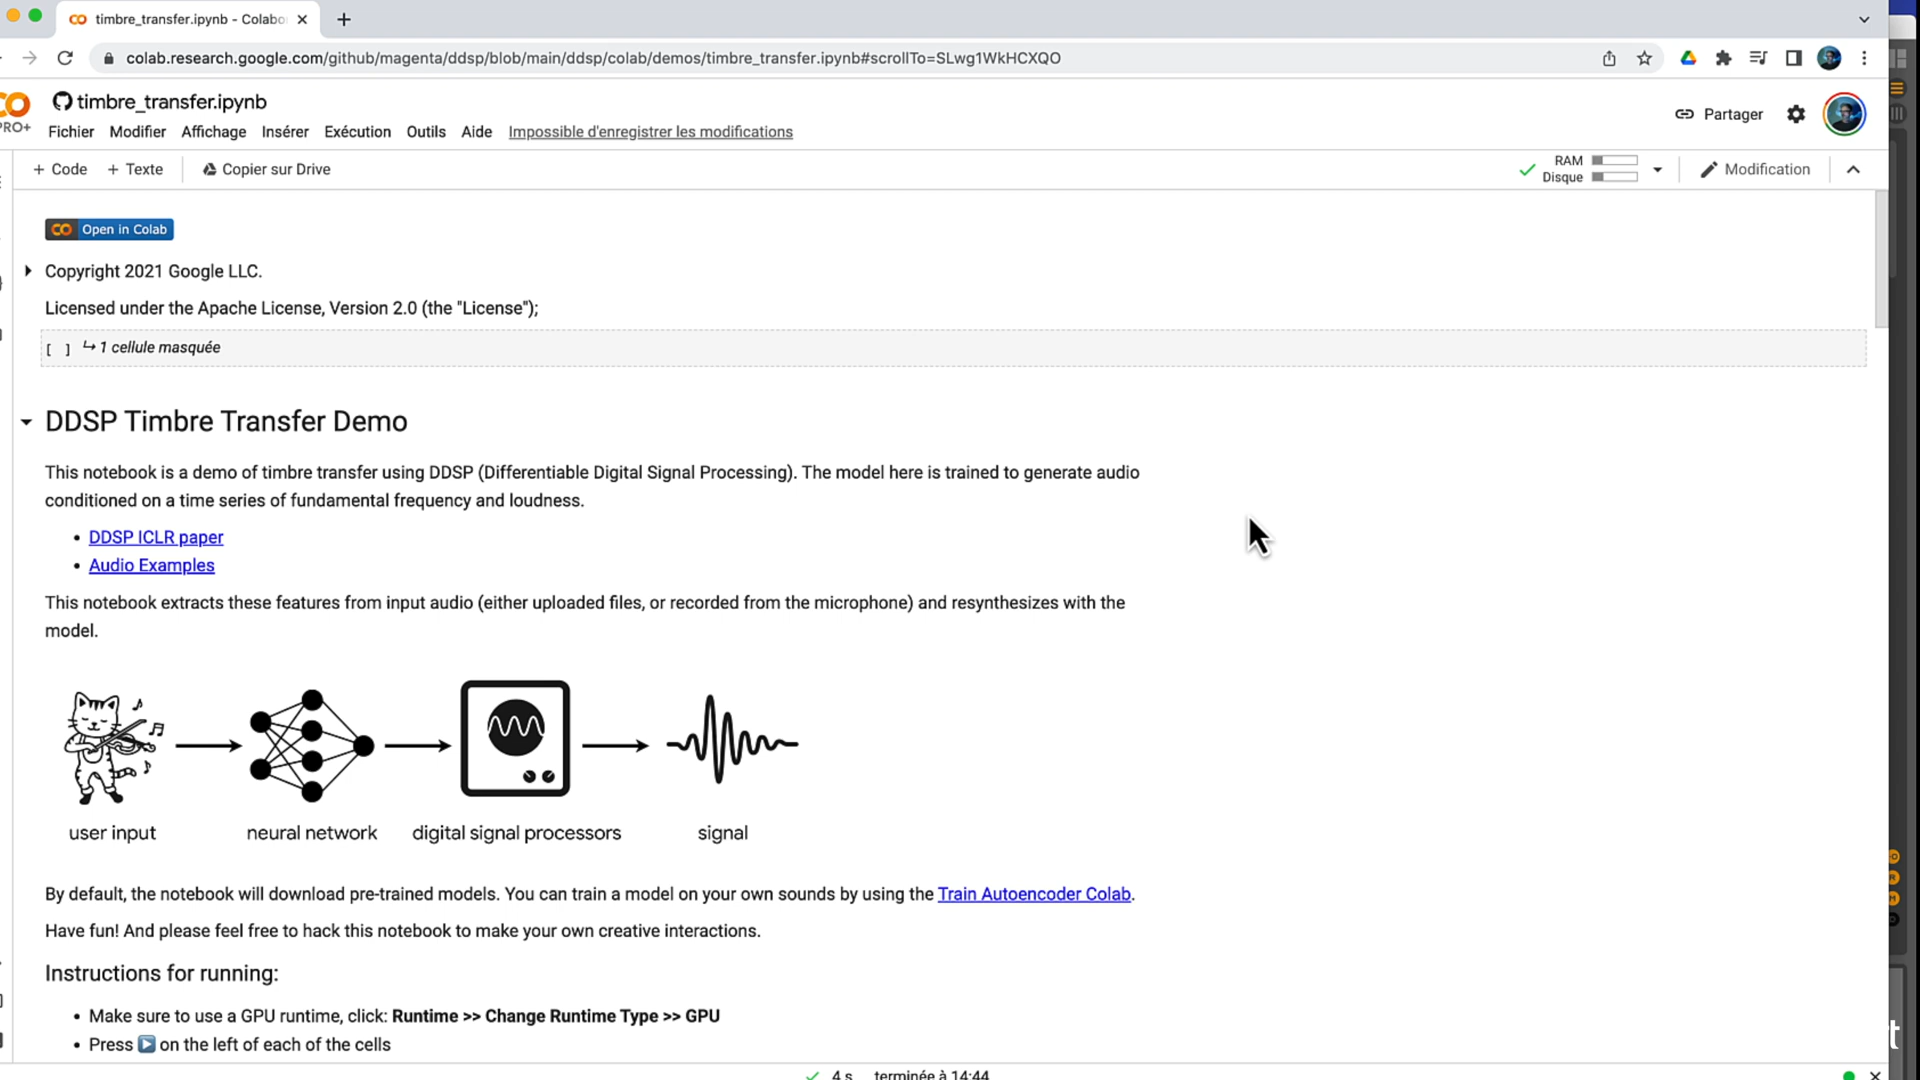 timbre_transfer.ipynb - Colabo
colab.research.google.com/github/magenta/ddsp/blob/main/ddsp/colab/demos/timbre_transfer.ipynb#scrollTo=SLwg1WkHCXQO
timbre_transfer.ipynb
PRO+
Fichier Modifier Affichage Insérer Exécution Outils Aide Impossible d'enregistrer les modifications
Partager
+ Code + Texte Copier sur Drive
RAM
Disque
Modification
Open in Colab
Copyright 2021 Google LLC.
Licensed under the Apache License, Version 2.0 (the "License");
[ ] ↳ 1 cellule masquée
DDSP Timbre Transfer Demo
This notebook is a demo of timbre transfer using DDSP (Differentiable Digital Signal Processing). The model here is trained to generate audio
conditioned on a time series of fundamental frequency and loudness.
• DDSP ICLR paper
• Audio Examples
This notebook extracts these features from input audio (either uploaded files, or recorded from the microphone) and resynthesizes with the
model.
user input neural network digital signal processors signal
By default, the notebook will download pre-trained models. You can train a model on your own sounds by using the Train Autoencoder Colab.
Have fun! And please feel free to hack this notebook to make your own creative interactions.
Instructions for running:
• Make sure to use a GPU runtime, click: Runtime >> Change Runtime Type >> GPU
• Press ▶ on the left of each of the cells
4 s terminée à 14:44